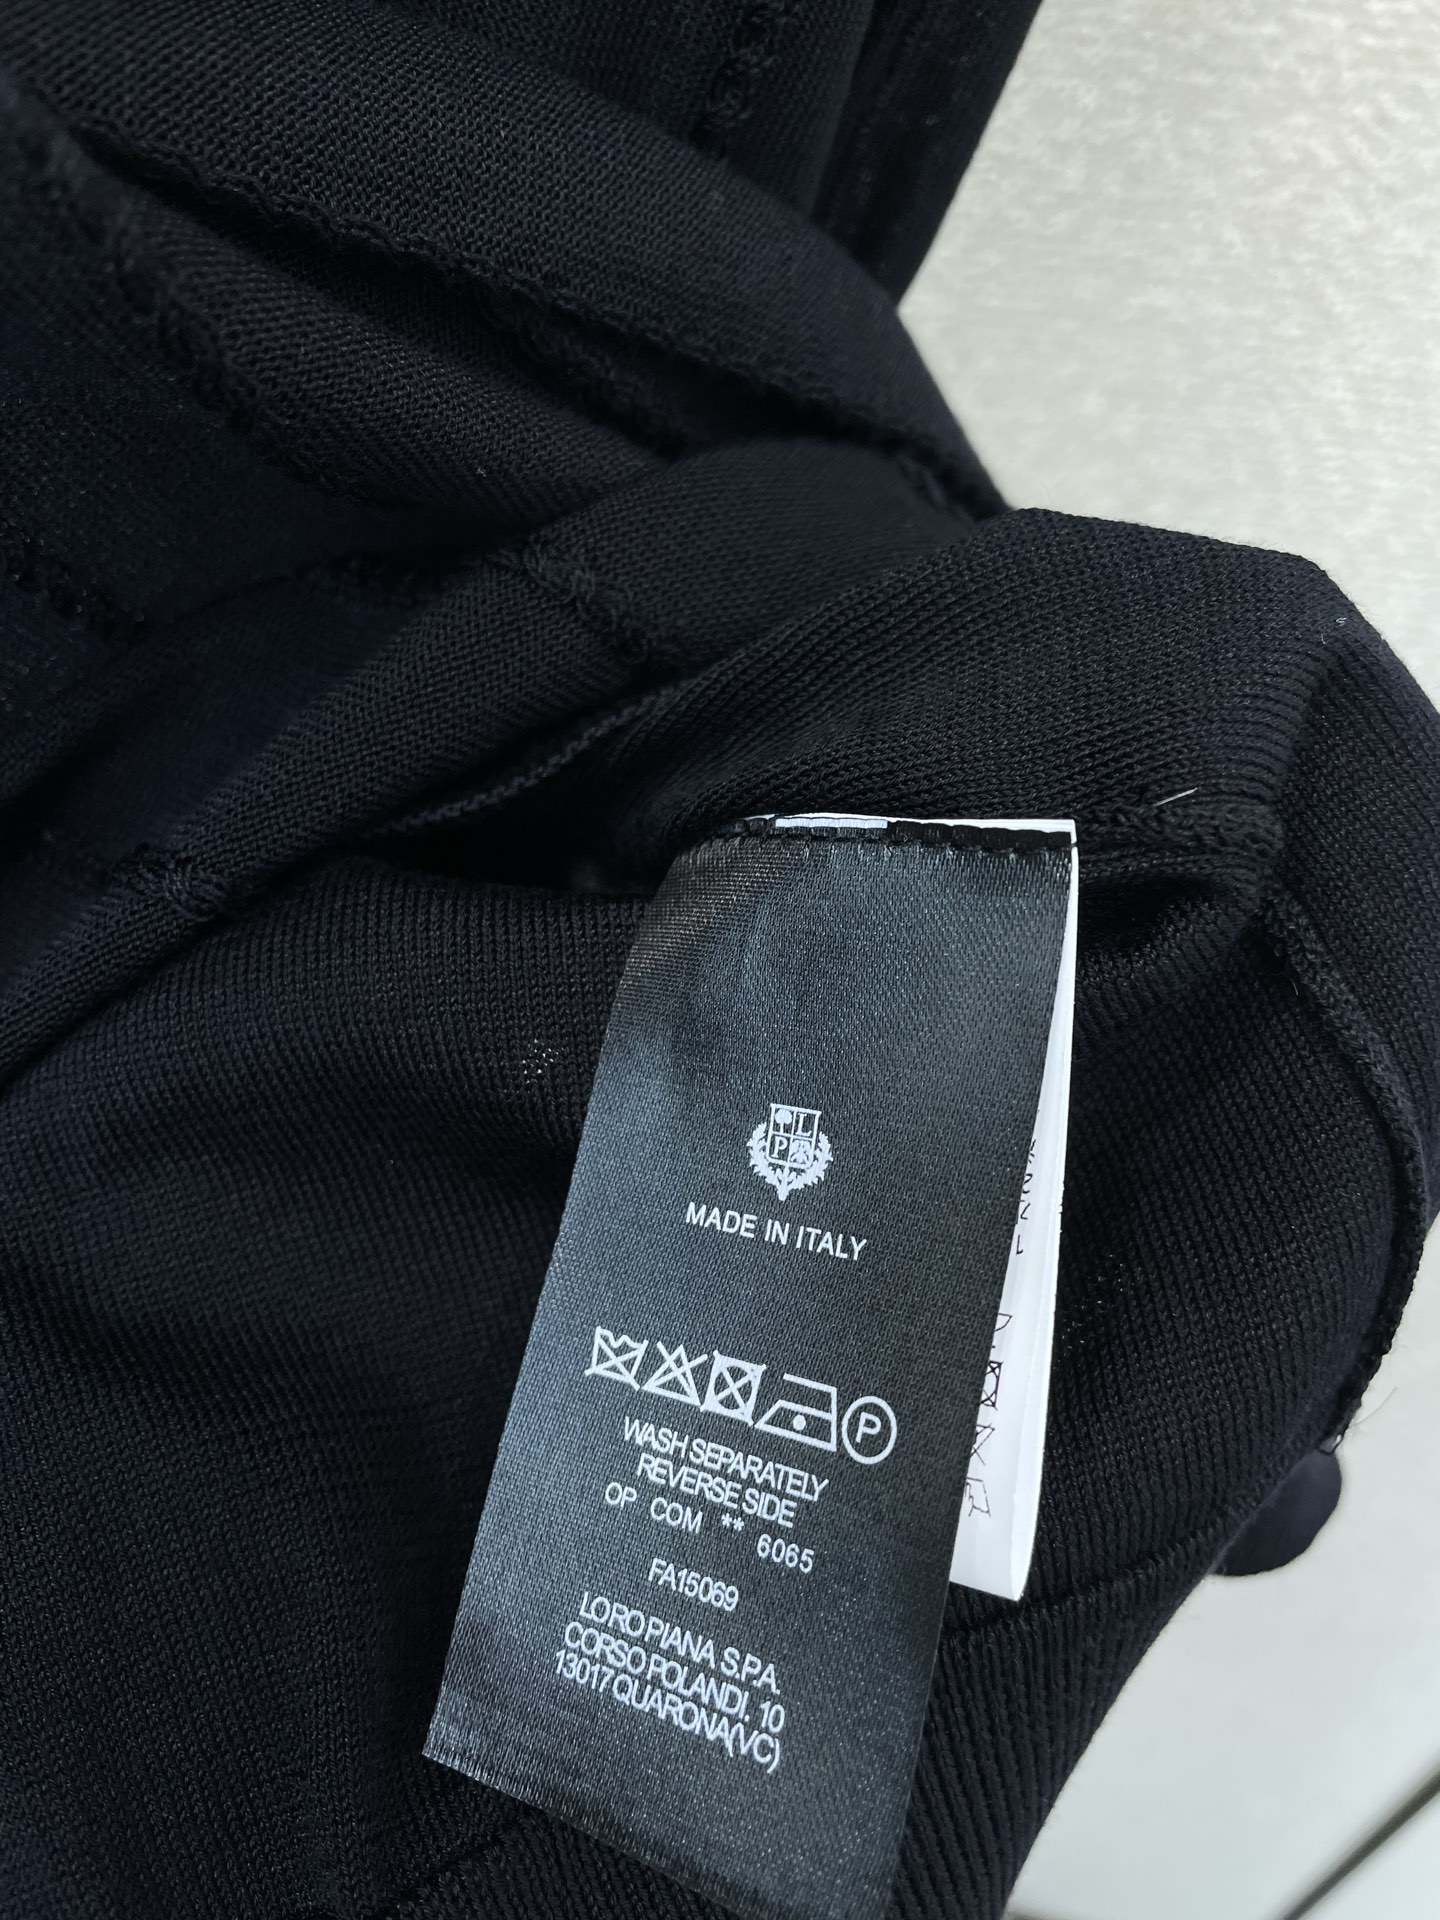 L
P
MADE IN ITALY
P
WASH SEPARATELY
REVERSE SIDE
OP COM ** 6065
FA15069
LORO PIANA S.P.A.
CORSO POLANDI, 10
13017 QUARONA(VC)